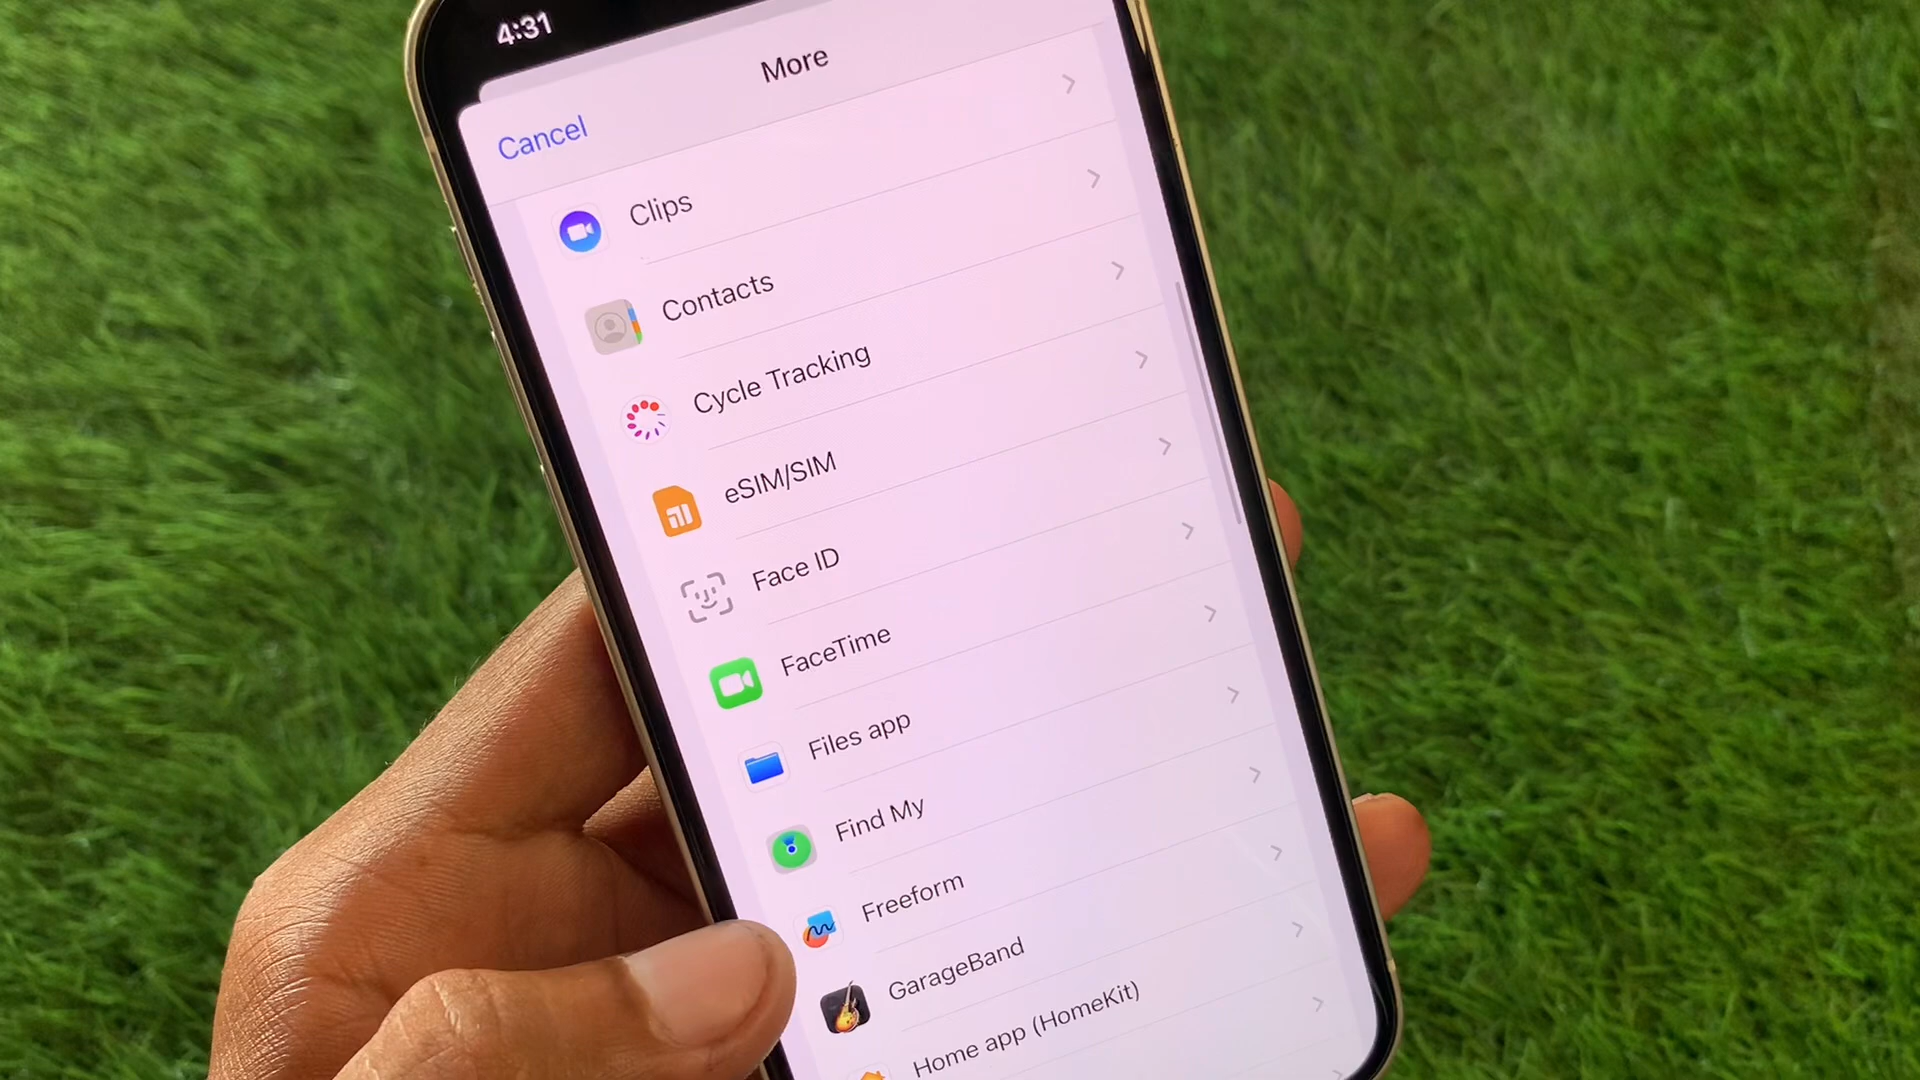 4:31
More
Cancel
Clips
Contacts
Cycle Tracking
eSIM/SIM
Face ID
FaceTime
Files app
Find My
Freeform
GarageBand
Home app (HomeKit)